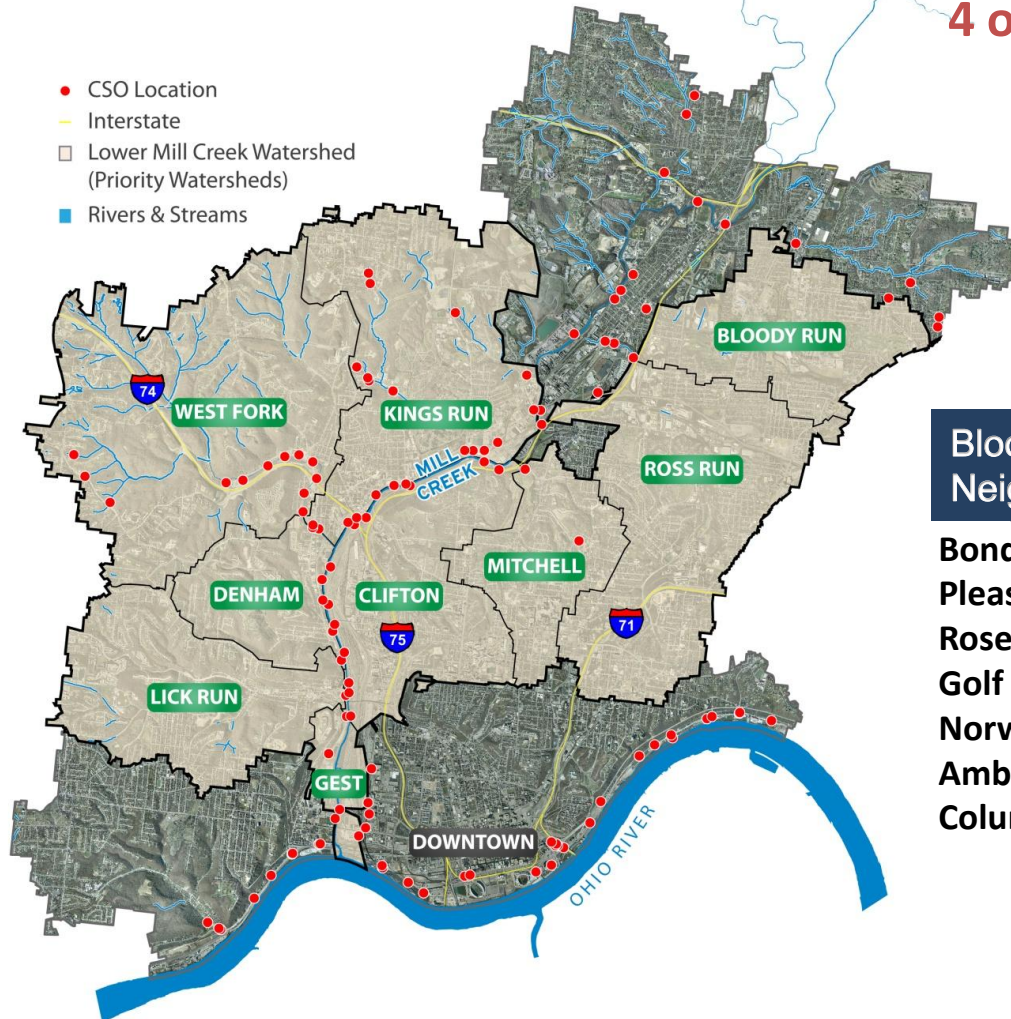 4 o
CSO Location
Interstate
Lower Mill Creek Watershed
(Priority Watersheds)
Rivers & Streams
BLOODY RUN
74
WEST FORK
KINGS RUN
MILL
CREEK
ROSS RUN
Bloo
Neig
MITCHELL
DENHAM
CLIFTON
75
71
LICK RUN
GEST
DOWNTOWN
OHIO RIVER
Bond
Pleas
Rose
Golf
Norw
Amb
Colu